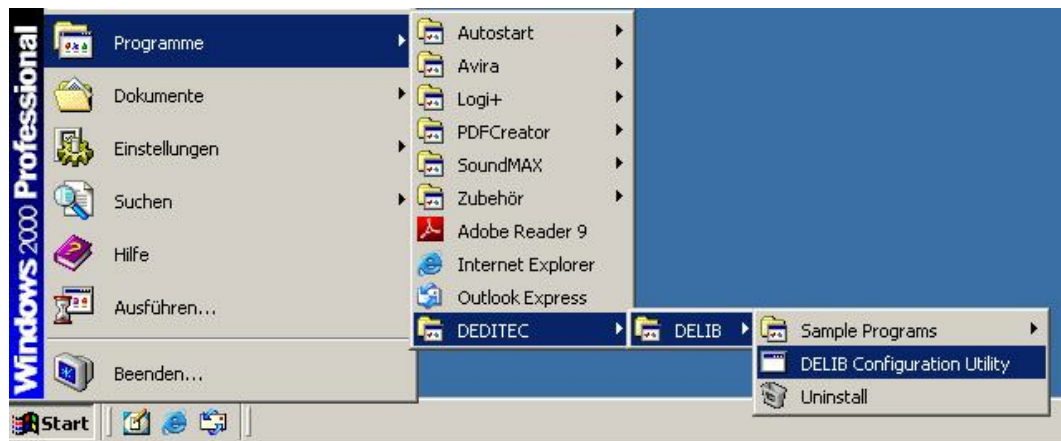 Windows 2000 Professional
Programme
Dokumente
Einstellungen
Suchen
Hilfe
Ausführen...
Beenden...
Autostart
Avira
Logi+
PDFCreator
SoundMAX
Zubehör
Adobe Reader 9
Internet Explorer
Outlook Express
DEDITEC
DELIB
Sample Programs
DELIB Configuration Utility
Uninstall
Start